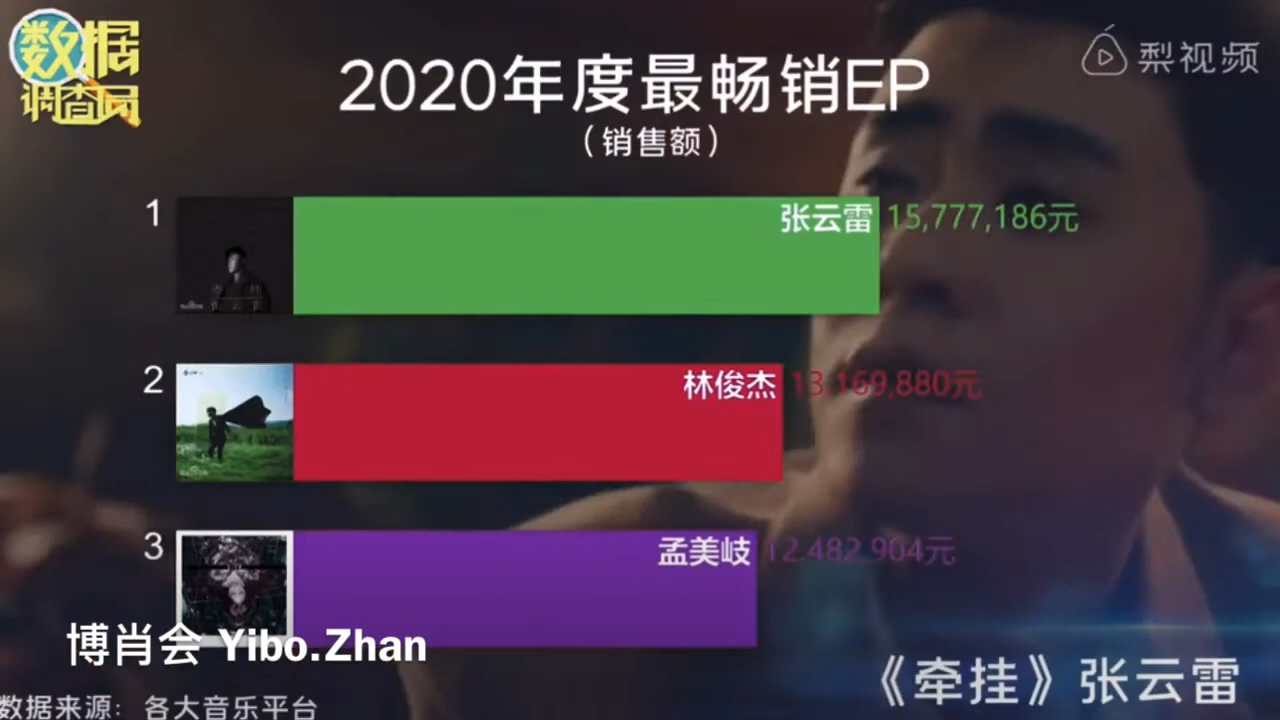 数据
调查局
梨视频
2020年度最畅销EP
（销售额）
1
张云雷 15,777,186元
2
林俊杰 13,169,880元
3
孟美岐 12,482,904元
博肖会 Yibo.Zhan
《牵挂》张云雷
数据来源：各大音乐平台